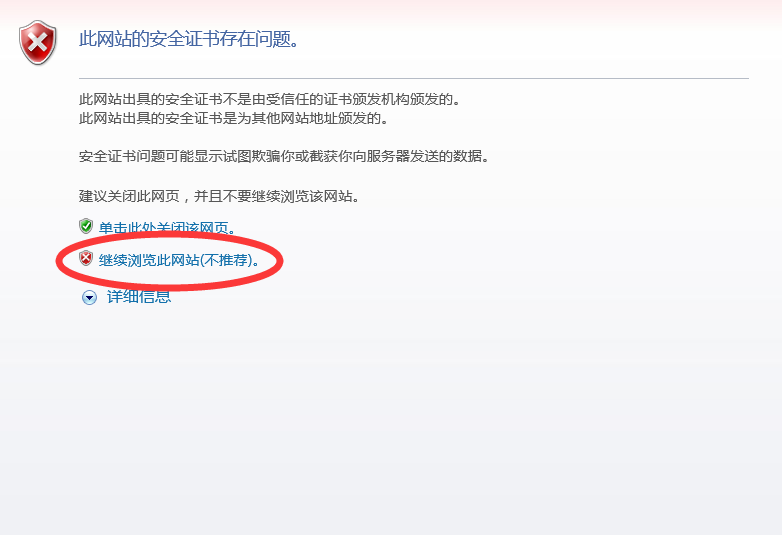 此网站的安全证书存在问题。
此网站出具的安全证书不是由受信任的证书颁发机构颁发的。
此网站出具的安全证书是为其他网站地址颁发的。
安全证书问题可能显示试图欺骗你或截获你向服务器发送的数据。
建议关闭此网页，并且不要继续浏览该网站。
单击此处关闭该网页。
继续浏览此网站(不推荐)。
详细信息